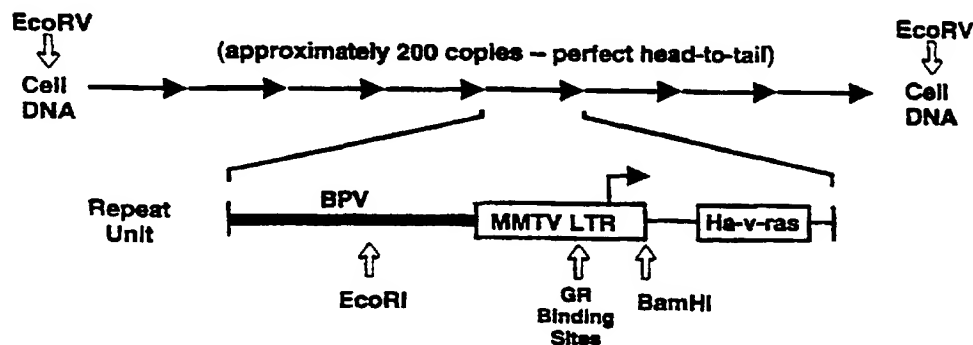 EcoRV
EcoRV
(approximately 200 copies – perfect head-to-tail)
Cell
DNA
Cell
DNA
BPV
Repeat
Unit
MMTV LTR
Ha-v-ras
EcoRI
GR
Binding
Sites
BamHI